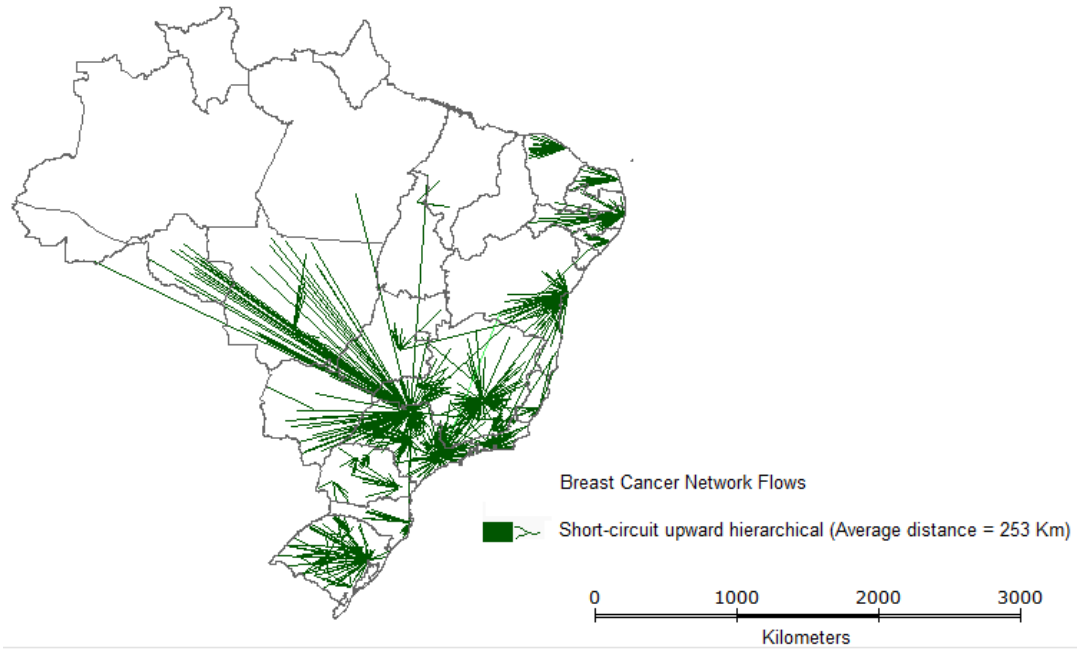 Breast Cancer Network Flows
Short-circuit upward hierarchical (Average distance = 253 Km)
0 1000 2000 3000
Kilometers